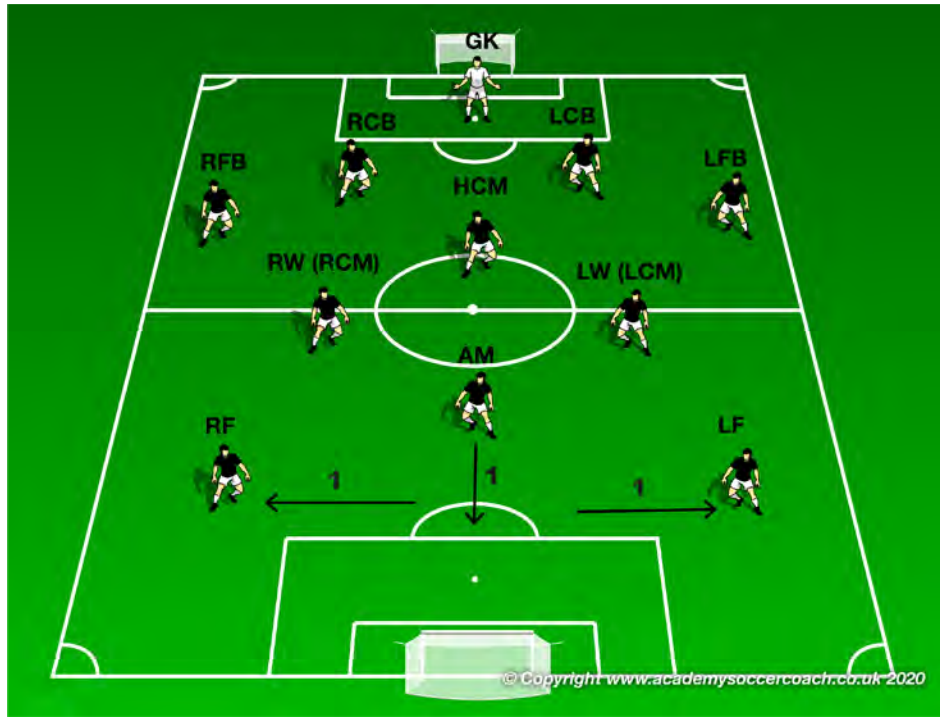 GK
RCB
LCB
RFB
LFB
HCM
RW (RCM)
LW (LCM)
AM
RF
LF
1
1
1
© Copyright www.academysoccercoach.co.uk 2020